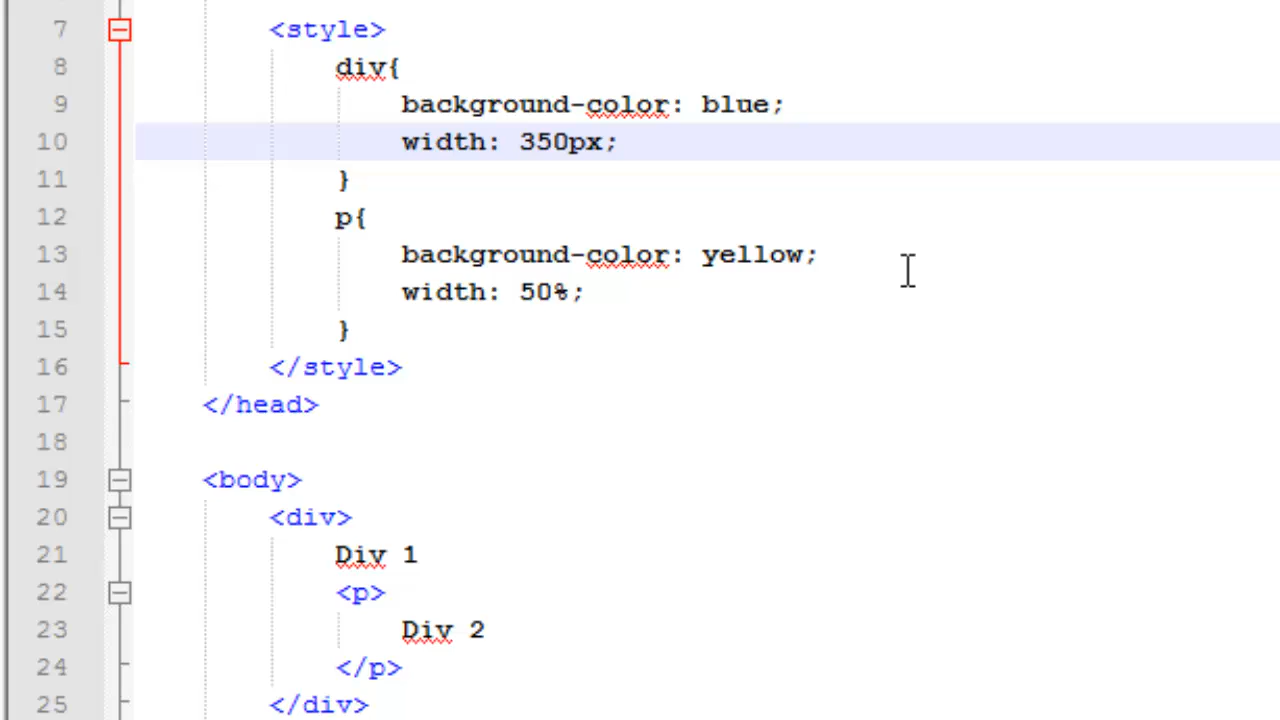 7 <style>
8 div{
9 background-color: blue;
10 width: 350px;
11 }
12 p{
13 background-color: yellow;
14 width: 50%;
15 }
16 </style>
17 </head>
18
19 <body>
20 <div>
21 Div 1
22 <p>
23 Div 2
24 </p>
25 </div>